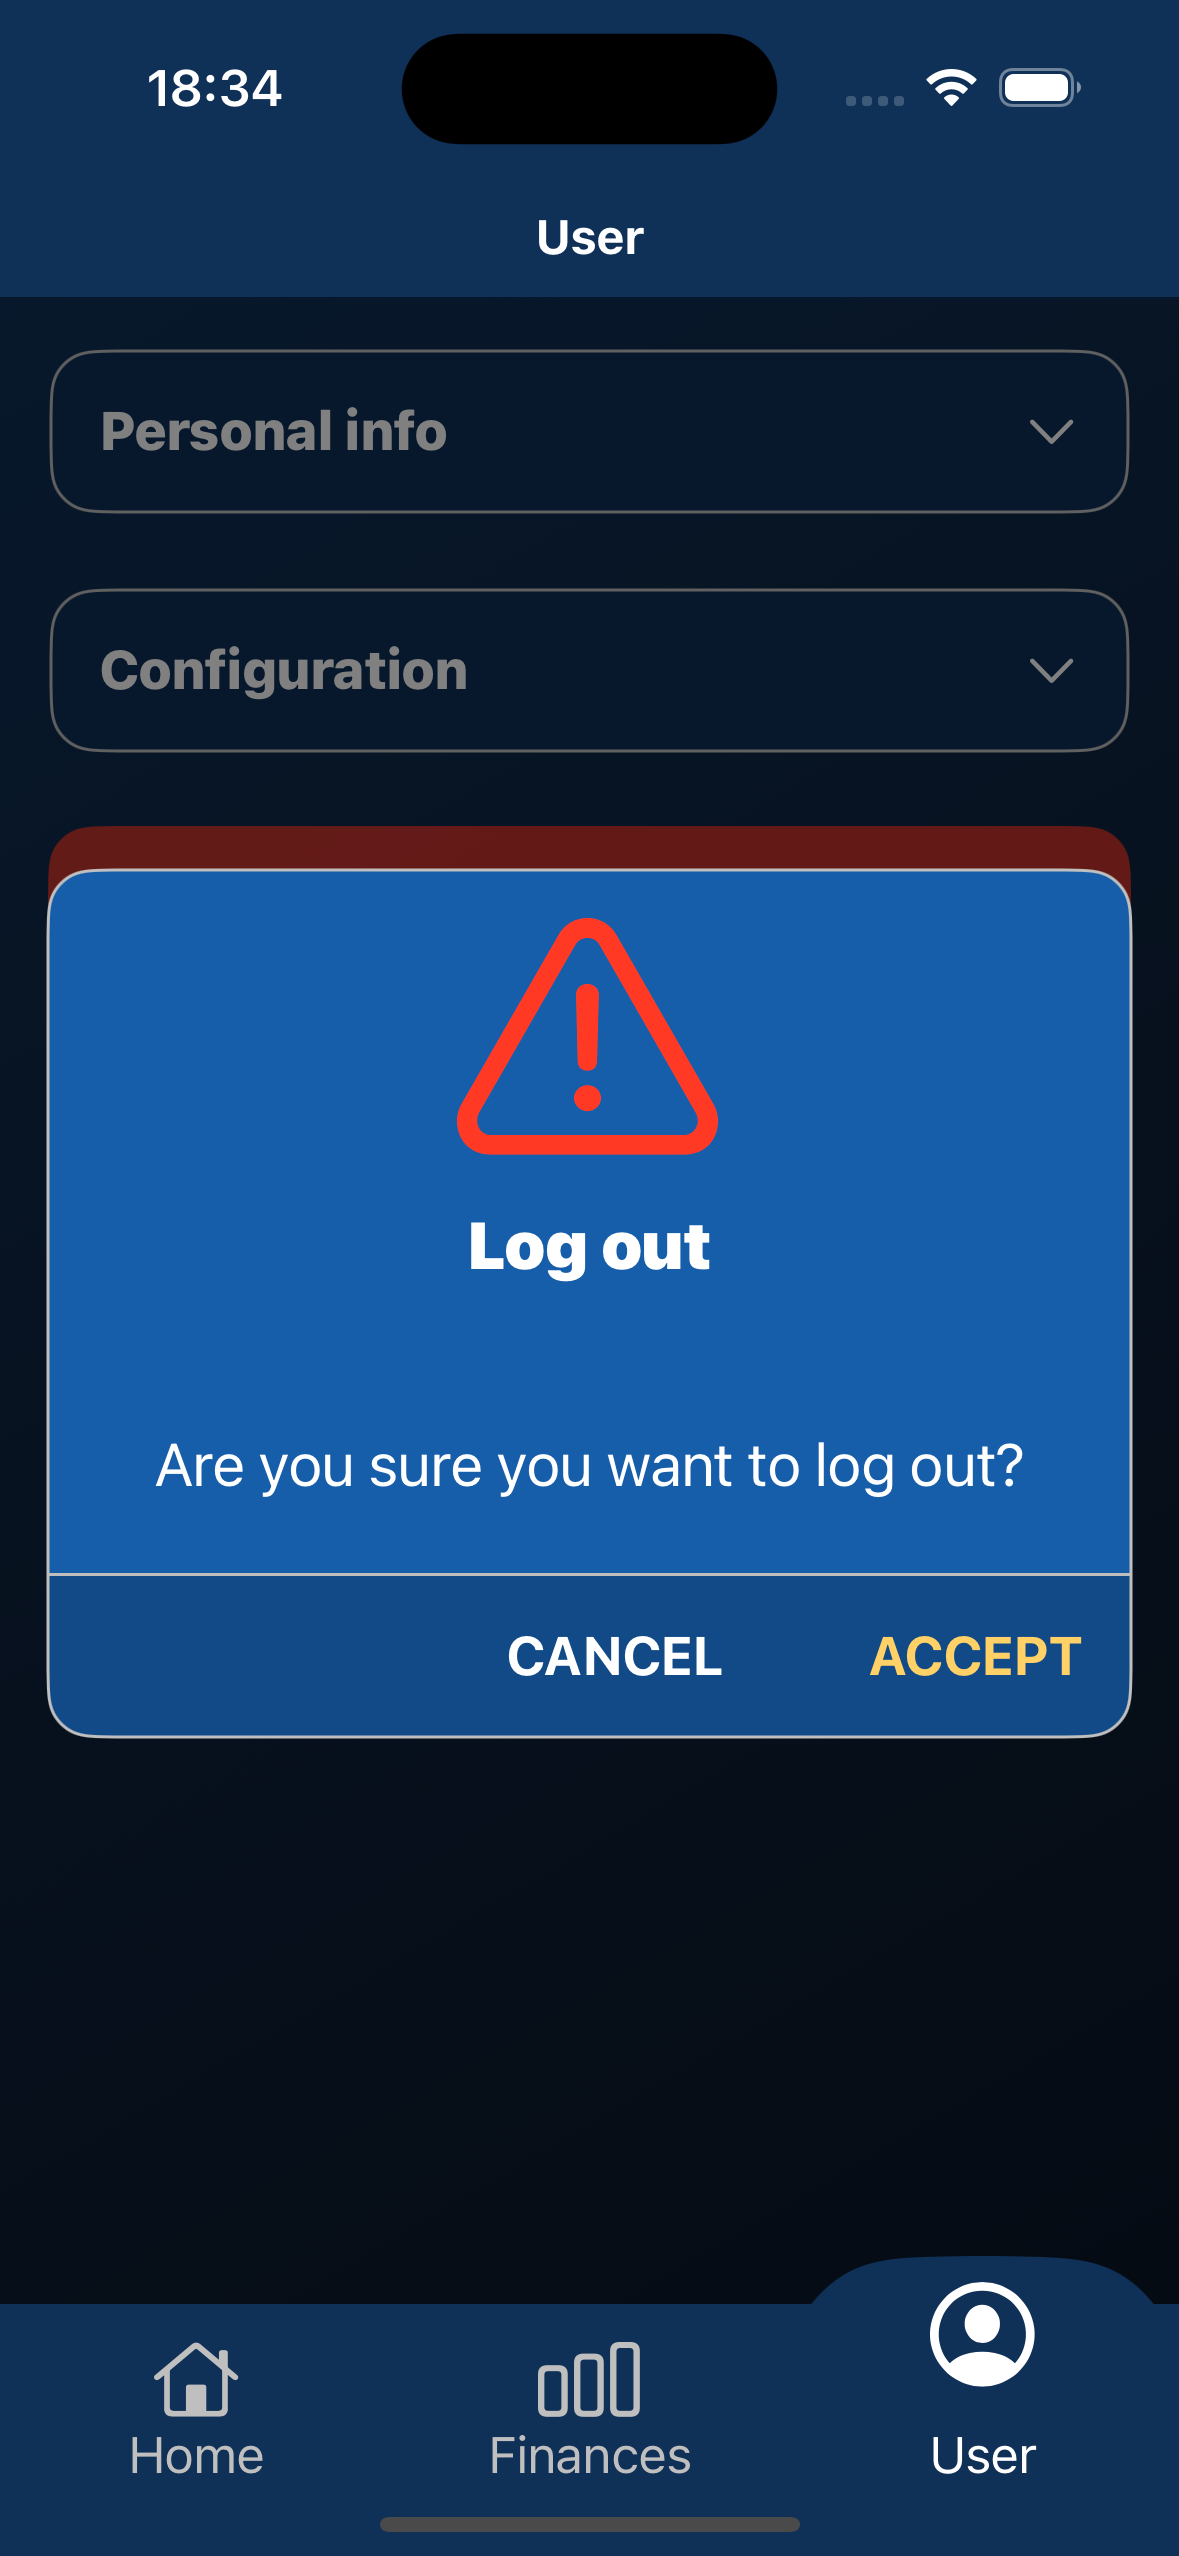 18:34
User
Personal info
Configuration
Log out
Are you sure you want to log out?
CANCEL ACCEPT
Home Finances User